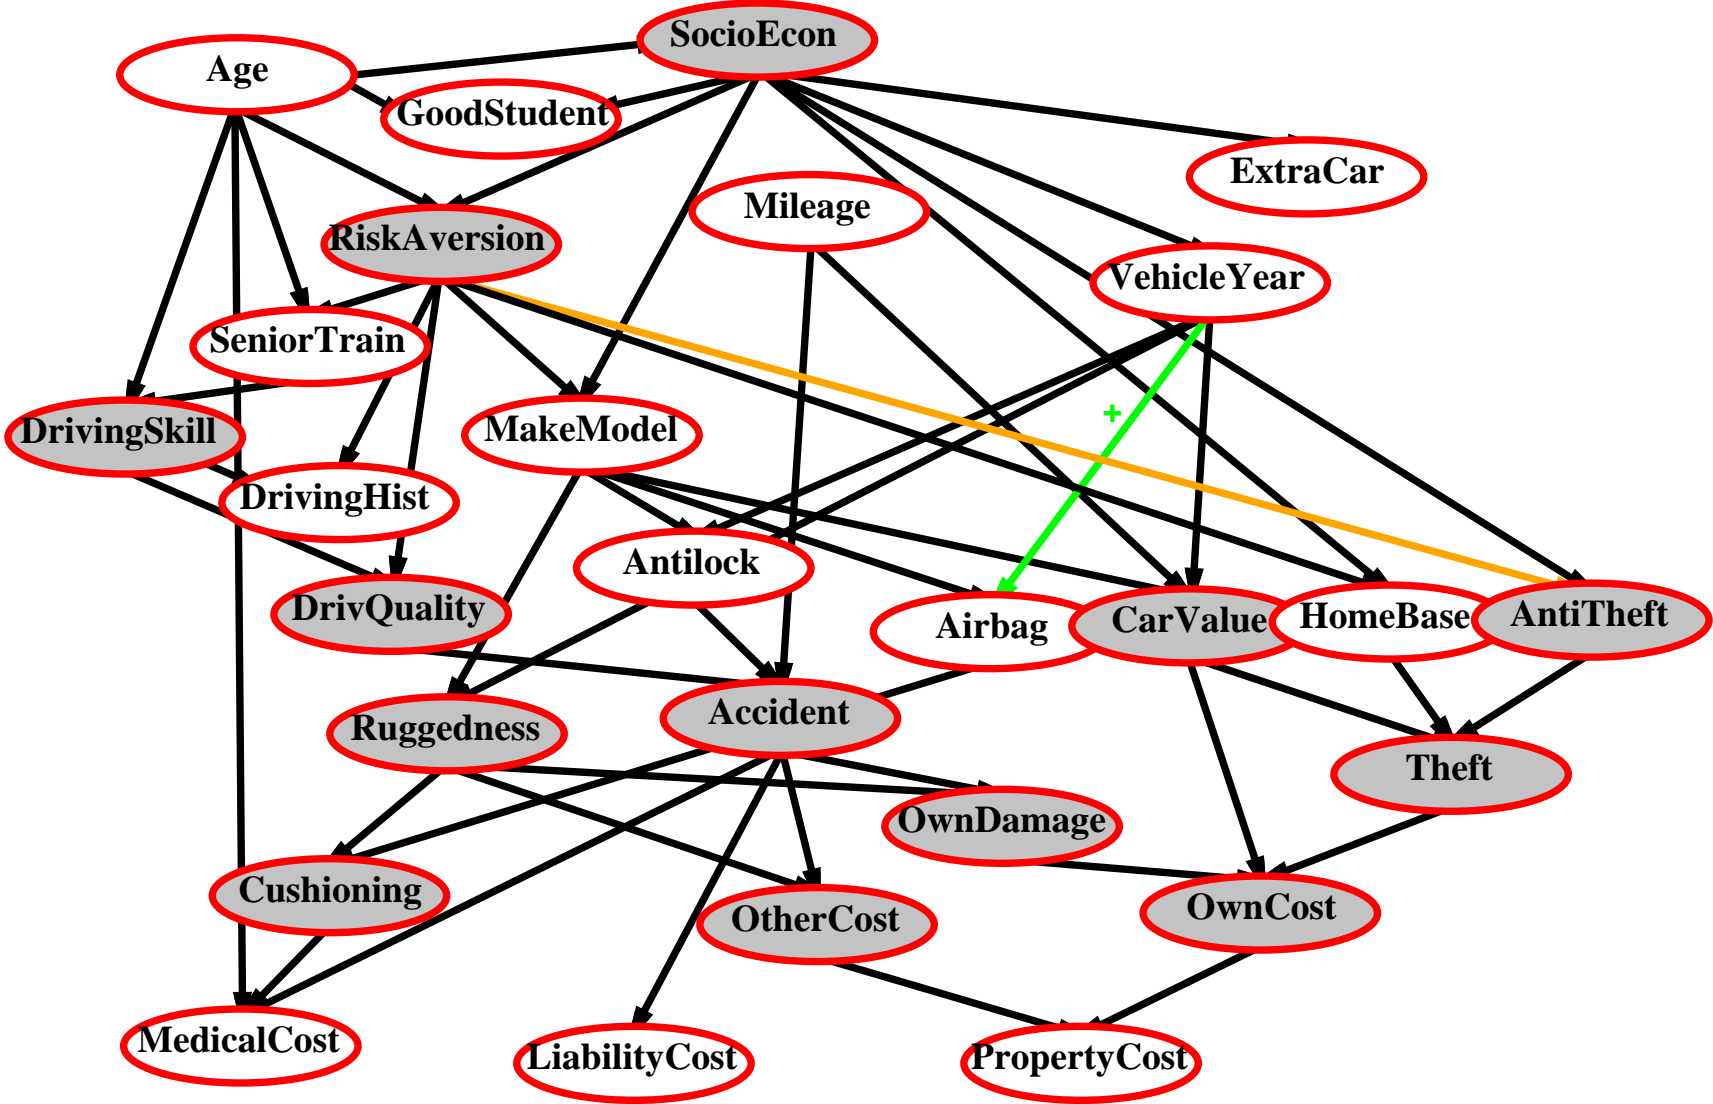 SocioEcon
Age
GoodStudent
ExtraCar
Mileage
RiskAversion
VehicleYear
SeniorTrain
+
DrivingSkill
MakeModel
DrivingHist
Antilock
DrivQuality
Airbag
CarValue
HomeBase
AntiTheft
Ruggedness
Accident
Theft
OwnDamage
Cushioning
OtherCost
OwnCost
MedicalCost
LiabilityCost
PropertyCost